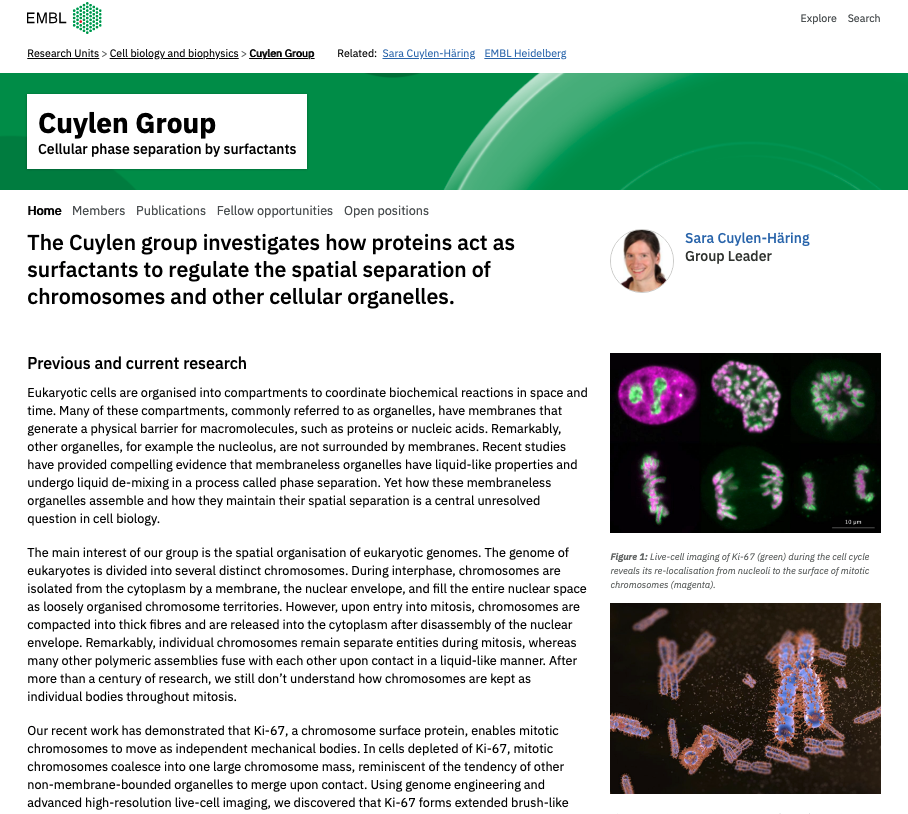 EMBL
Explore Search
Research Units > Cell biology and biophysics > Cuylen Group Related: Sara Cuylen-Häring EMBL Heidelberg
Cuylen Group
Cellular phase separation by surfactants
Home Members Publications Fellow opportunities Open positions
The Cuylen group investigates how proteins act as
surfactants to regulate the spatial separation of
chromosomes and other cellular organelles.
Sara Cuylen-Häring
Group Leader
Previous and current research
Eukaryotic cells are organised into compartments to coordinate biochemical reactions in space and
time. Many of these compartments, commonly referred to as organelles, have membranes that
generate a physical barrier for macromolecules, such as proteins or nucleic acids. Remarkably,
other organelles, for example the nucleolus, are not surrounded by membranes. Recent studies
have provided compelling evidence that membraneless organelles have liquid-like properties and
undergo liquid de-mixing in a process called phase separation. Yet how these membraneless
organelles assemble and how they maintain their spatial separation is a central unresolved
question in cell biology.
The main interest of our group is the spatial organisation of eukaryotic genomes. The genome of
eukaryotes is divided into several distinct chromosomes. During interphase, chromosomes are
isolated from the cytoplasm by a membrane, the nuclear envelope, and fill the entire nuclear space
as loosely organised chromosome territories. However, upon entry into mitosis, chromosomes are
compacted into thick fibres and are released into the cytoplasm after disassembly of the nuclear
envelope. Remarkably, individual chromosomes remain separate entities during mitosis, whereas
many other polymeric assemblies fuse with each other upon contact in a liquid-like manner. After
more than a century of research, we still don't understand how chromosomes are kept as
individual bodies throughout mitosis.
Our recent work has demonstrated that Ki-67, a chromosome surface protein, enables mitotic
chromosomes to move as independent mechanical bodies. In cells depleted of Ki-67, mitotic
chromosomes coalesce into one large chromosome mass, reminiscent of the tendency of other
non-membrane-bounded organelles to merge upon contact. Using genome engineering and
advanced high-resolution live-cell imaging, we discovered that Ki-67 forms extended brush-like
10 µm
Figure 1: Live-cell imaging of Ki-67 (green) during the cell cycle
reveals its re-localisation from nucleoli to the surface of mitotic
chromosomes (magenta).